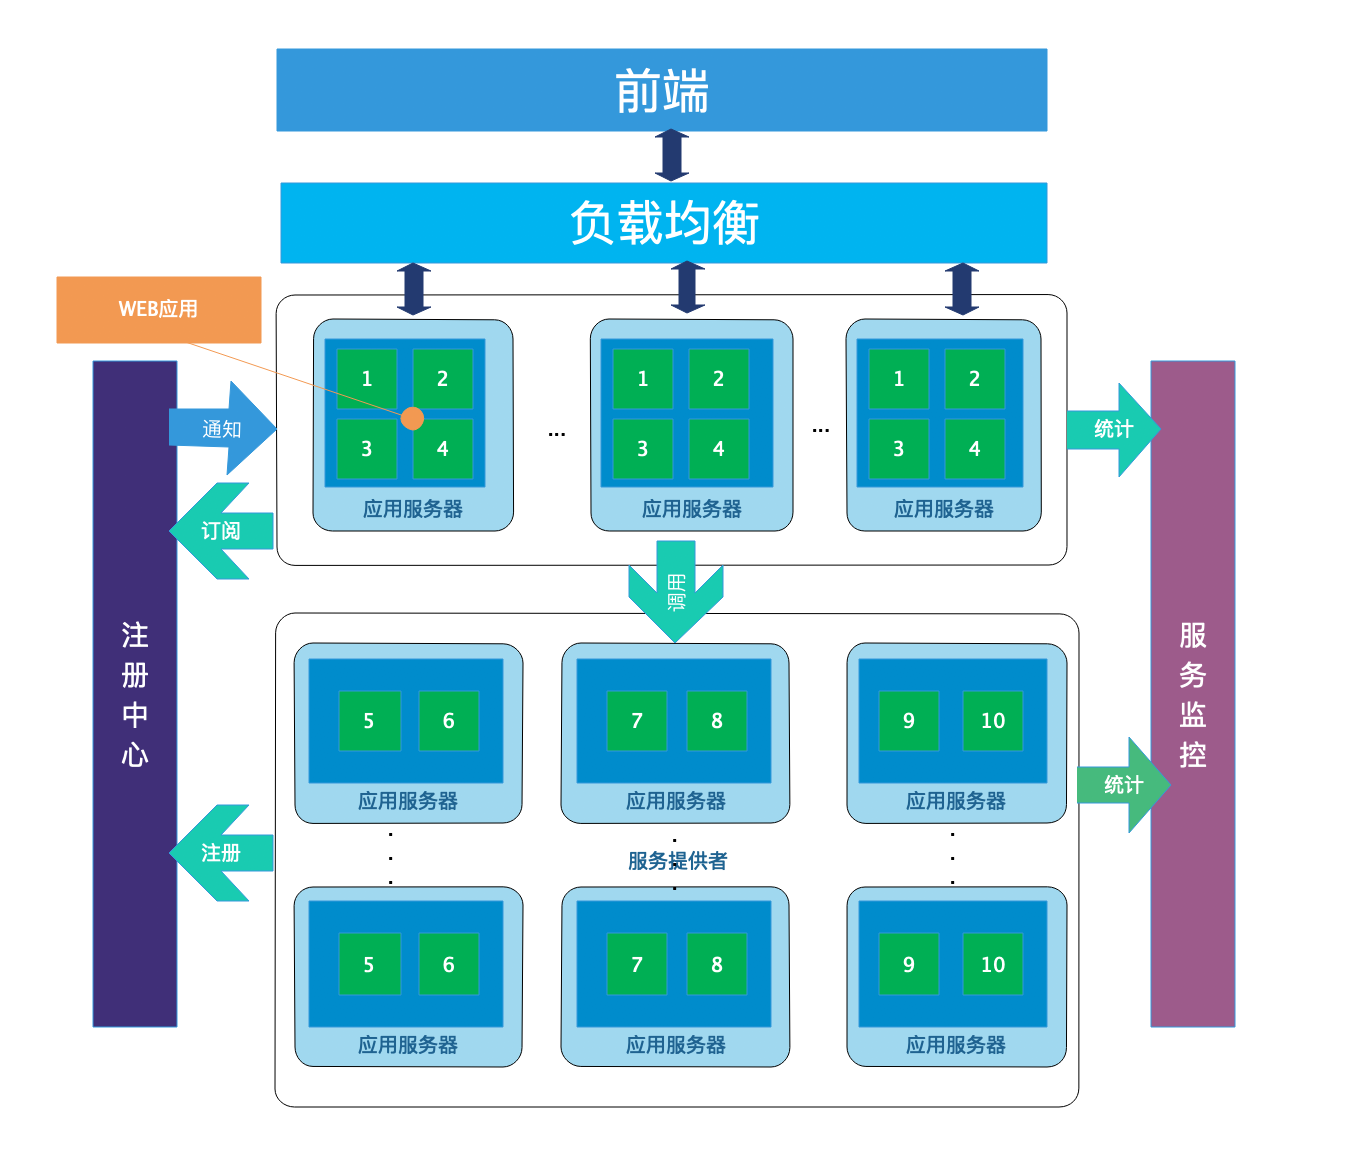 前端
负载均衡
WEB应用
1 2
3 4
应用服务器
...
1 2
3 4
应用服务器
...
1 2
3 4
应用服务器
通知
订阅
统计
调用
注册中心
服务监控
5 6
应用服务器
7 8
应用服务器
9 10
应用服务器
统计
注册
服务提供者
5 6
应用服务器
7 8
应用服务器
9 10
应用服务器